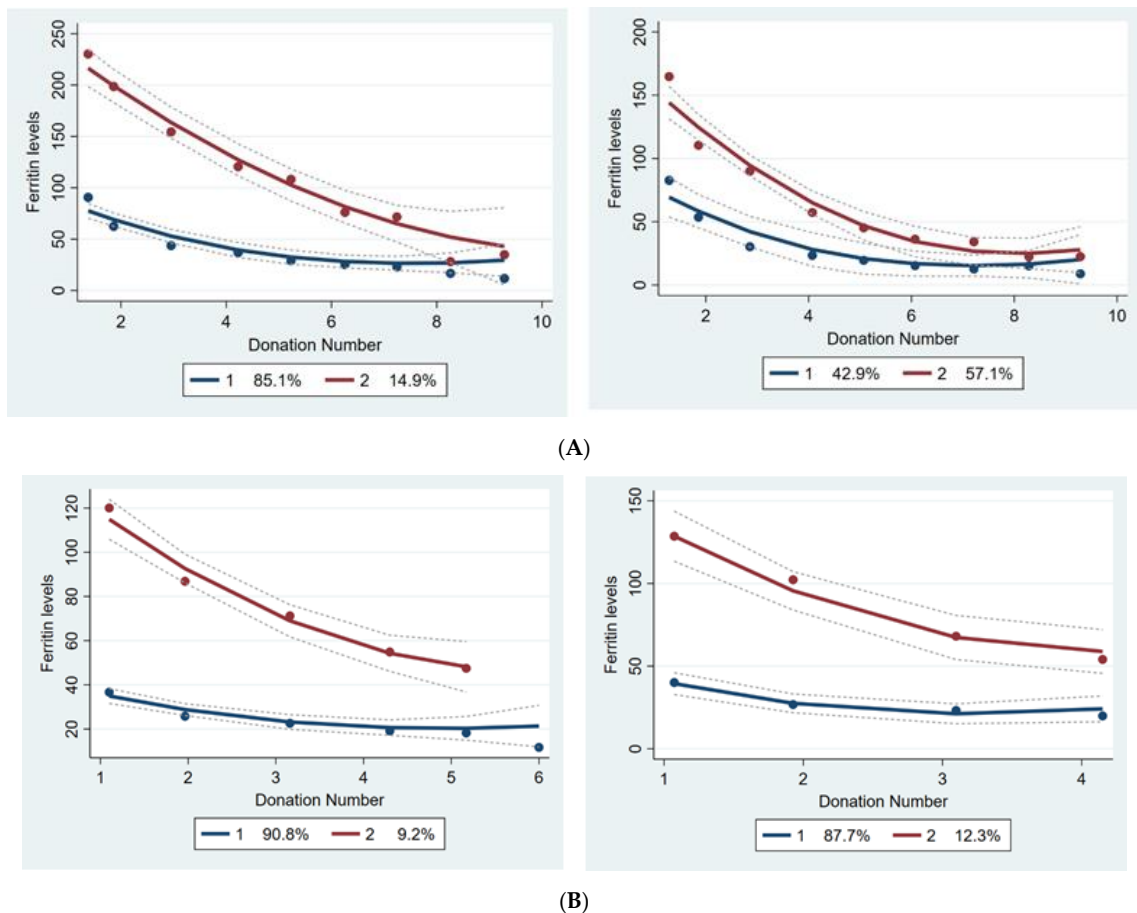 Ferritin levels
250
200
150
100
50
0
2 4 6 8 10
Donation Number
1 85.1% 2 14.9%
Ferritin levels
200
150
100
50
0
2 4 6 8 10
Donation Number
1 42.9% 2 57.1%
(A)
Ferritin levels
120
100
80
60
40
20
1 2 3 4 5 6
Donation Number
1 90.8% 2 9.2%
Ferritin levels
150
100
50
0
1 2 3 4
Donation Number
1 87.7% 2 12.3%
(B)